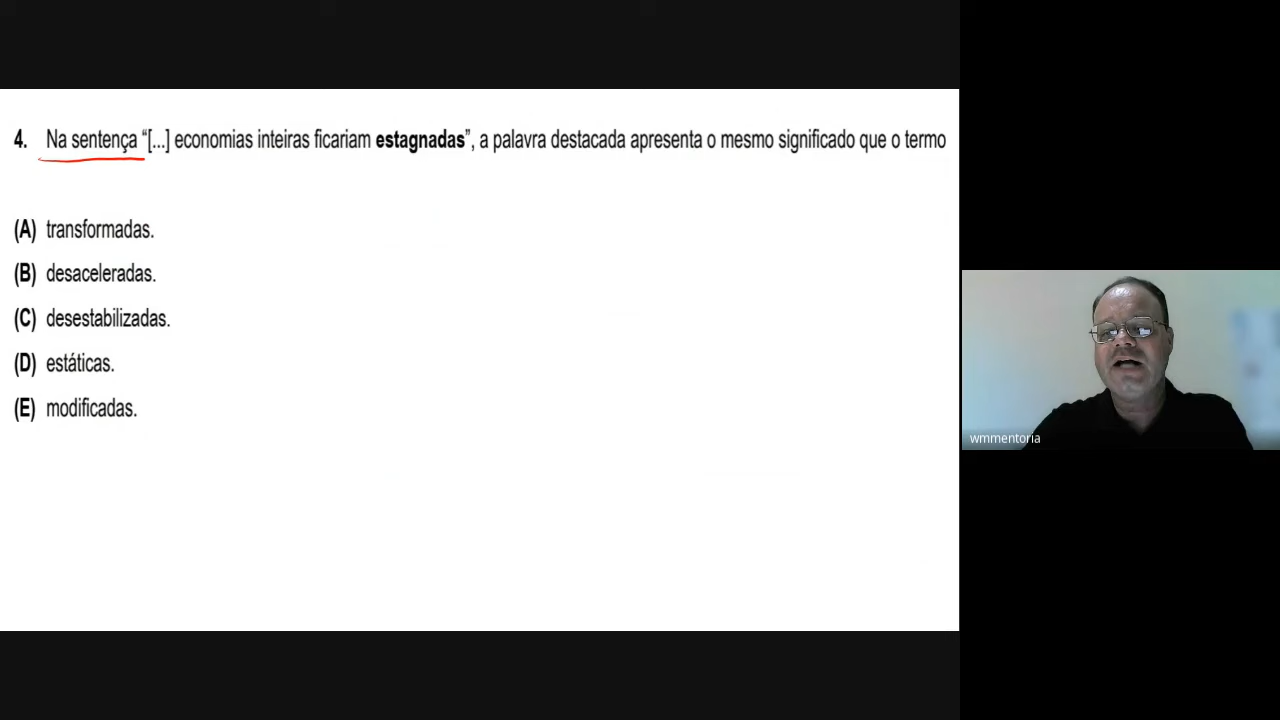 4. Na sentença “[...] economias inteiras ficariam estagnadas”, a palavra destacada apresenta o mesmo significado que o termo
(A) transformadas.
(B) desaceleradas.
(C) desestabilizadas.
(D) estáticas.
(E) modificadas.
wmmentoria